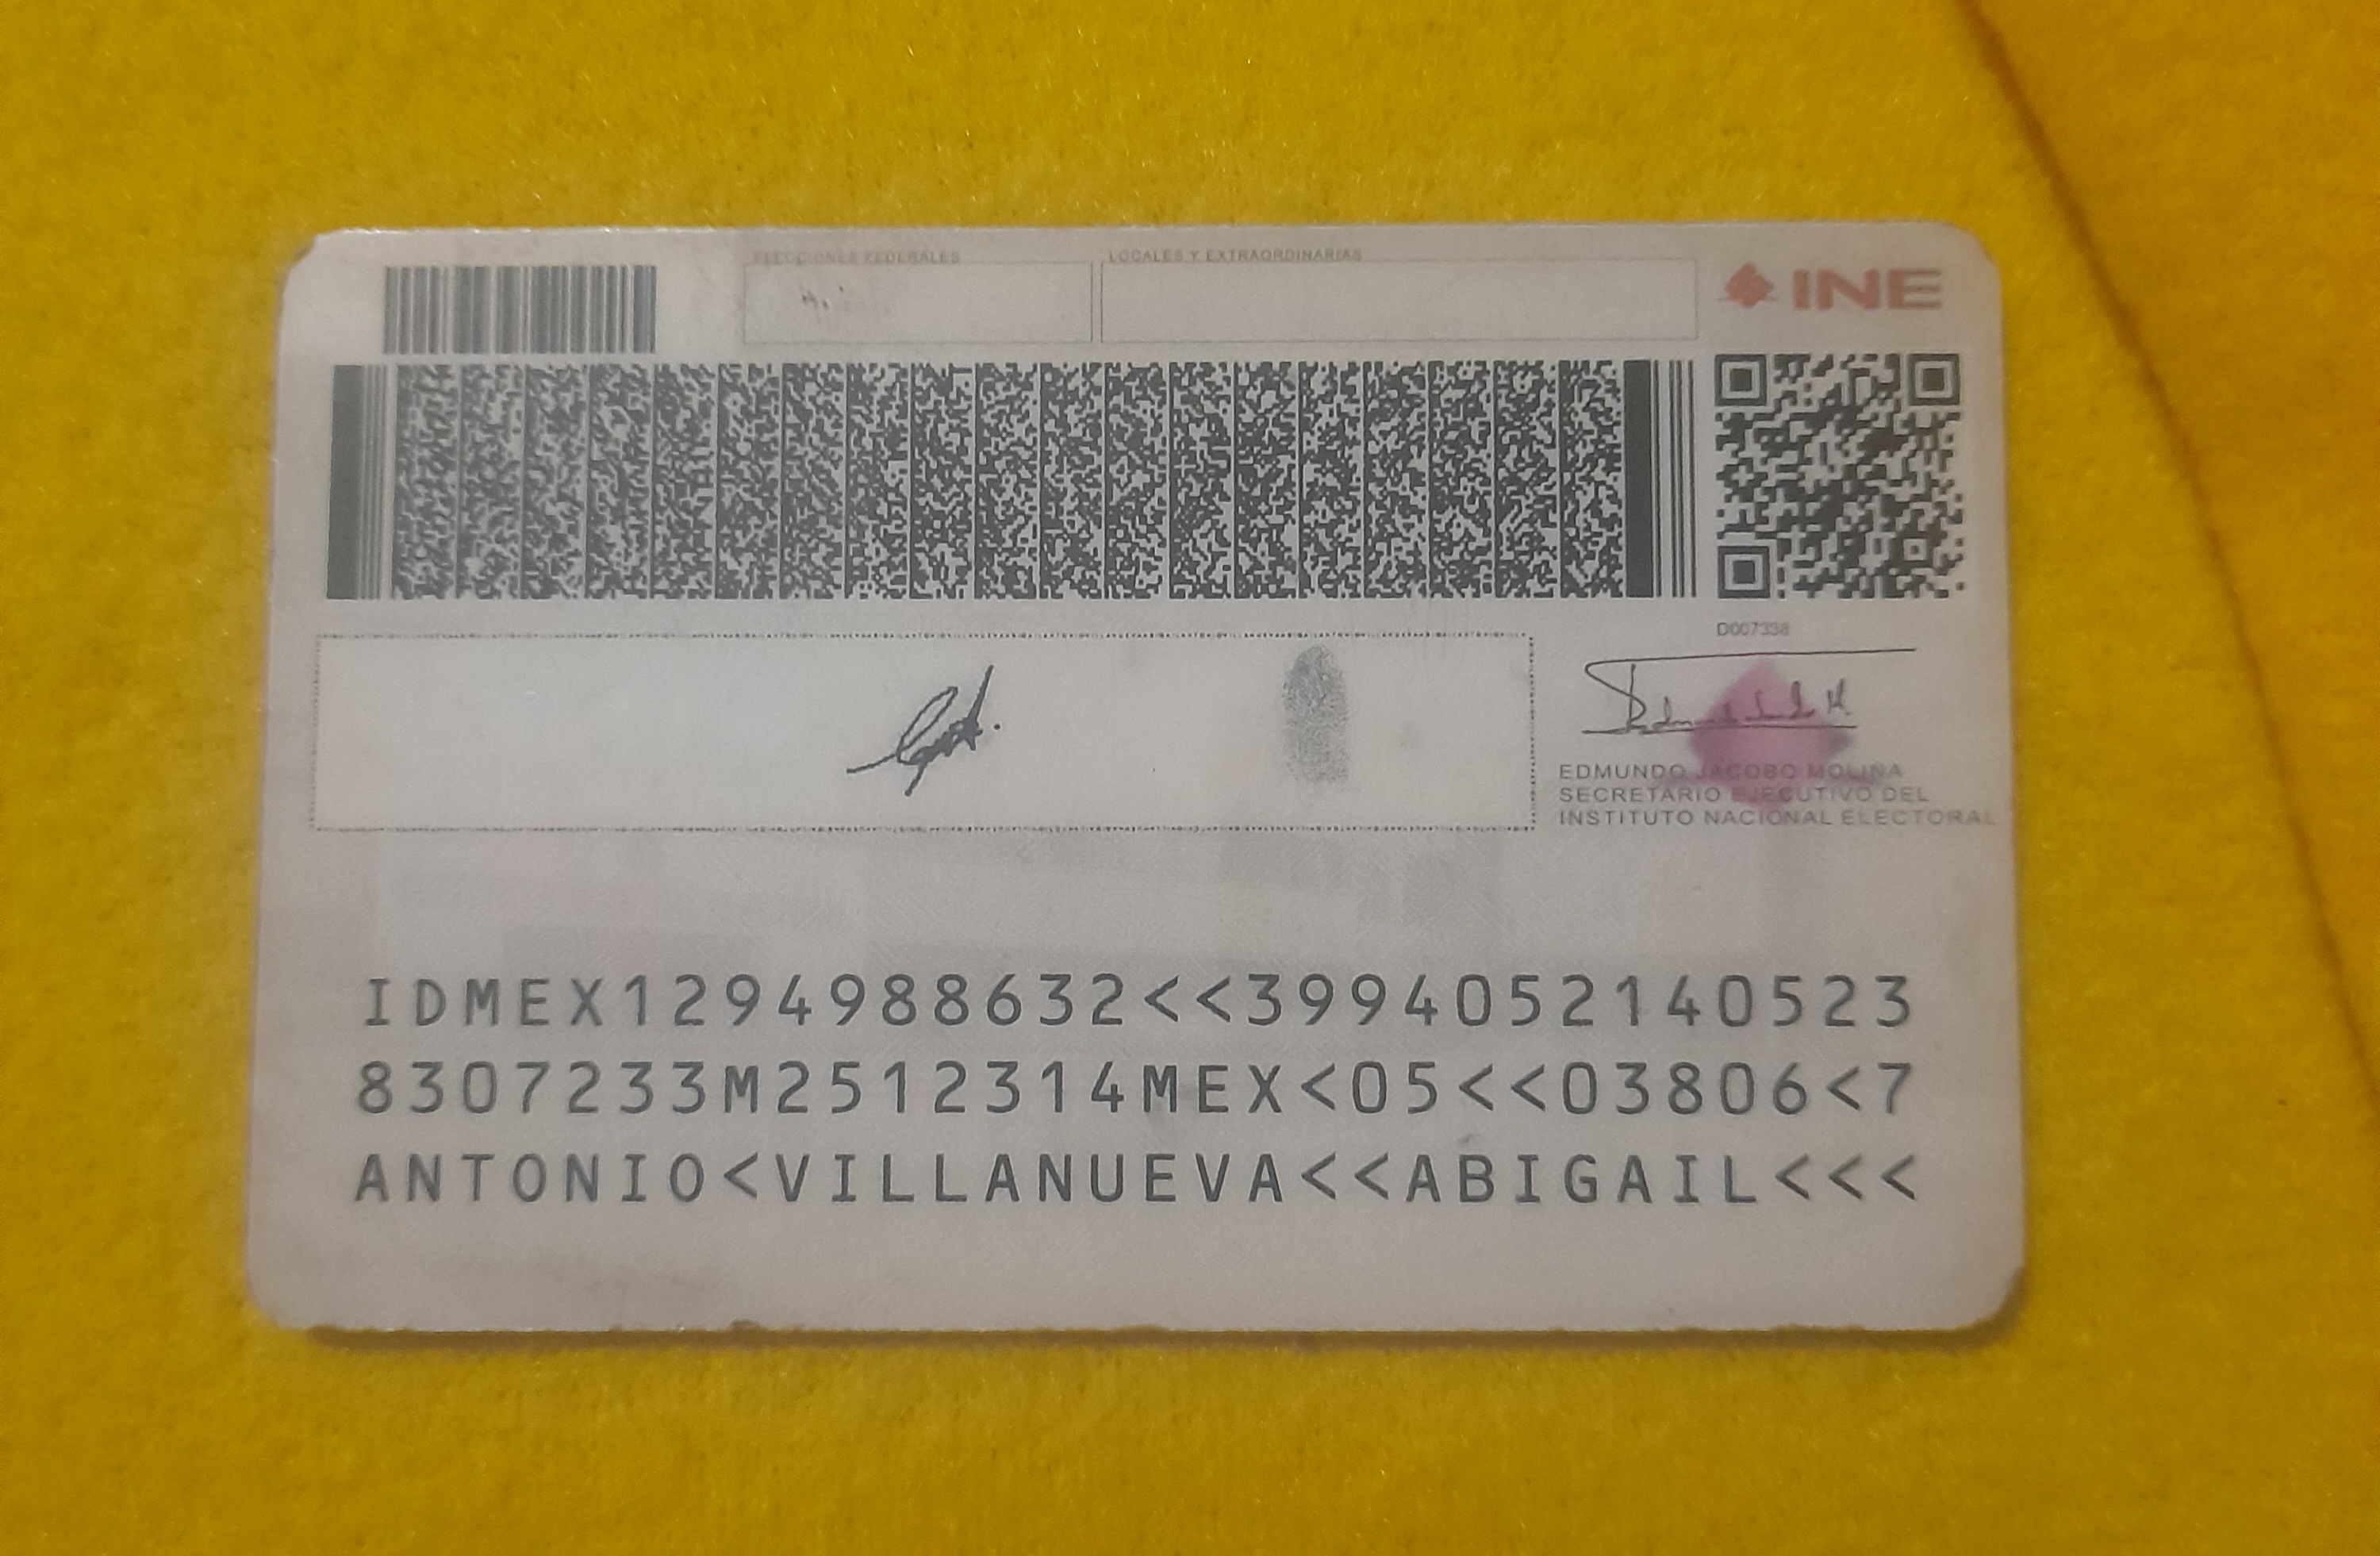 ELECCIONES FEDERALES
LOCALES Y EXTRAORDINARIAS
INE
D007338
EDMUNDO JACOBO MOLINA
SECRETARIO EJECUTIVO DEL
INSTITUTO NACIONAL ELECTORAL
IDMEX1294988632<<3994052140523
8307233M2512314MEX<05<<03806<7
ANTONIO<VILLANUEVA<<ABIGAIL<<<